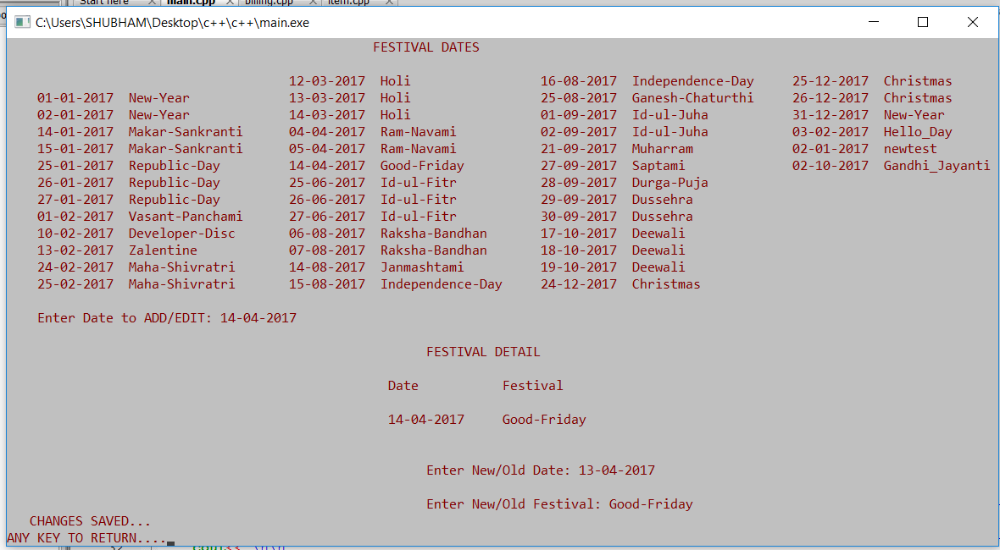 Start here main.cpp billing.cpp item.cpp
C:\Users\SHUBHAM\Desktop\c++\c++\main.exe
FESTIVAL DATES
12-03-2017 Holi 16-08-2017 Independence-Day 25-12-2017 Christmas
01-01-2017 New-Year 13-03-2017 Holi 25-08-2017 Ganesh-Chaturthi 26-12-2017 Christmas
02-01-2017 New-Year 14-03-2017 Holi 01-09-2017 Id-ul-Juha 31-12-2017 New-Year
14-01-2017 Makar-Sankranti 04-04-2017 Ram-Navami 02-09-2017 Id-ul-Juha 03-02-2017 Hello_Day
15-01-2017 Makar-Sankranti 05-04-2017 Ram-Navami 21-09-2017 Muharram 02-01-2017 newtest
25-01-2017 Republic-Day 14-04-2017 Good-Friday 27-09-2017 Saptami 02-10-2017 Gandhi_Jayanti
26-01-2017 Republic-Day 25-06-2017 Id-ul-Fitr 28-09-2017 Durga-Puja
27-01-2017 Republic-Day 26-06-2017 Id-ul-Fitr 29-09-2017 Dussehra
01-02-2017 Vasant-Panchami 27-06-2017 Id-ul-Fitr 30-09-2017 Dussehra
10-02-2017 Developer-Disc 06-08-2017 Raksha-Bandhan 17-10-2017 Deewali
13-02-2017 Zalentine 07-08-2017 Raksha-Bandhan 18-10-2017 Deewali
24-02-2017 Maha-Shivratri 14-08-2017 Janmashtami 19-10-2017 Deewali
25-02-2017 Maha-Shivratri 15-08-2017 Independence-Day 24-12-2017 Christmas
Enter Date to ADD/EDIT: 14-04-2017
FESTIVAL DETAIL
Date Festival
14-04-2017 Good-Friday
Enter New/Old Date: 13-04-2017
Enter New/Old Festival: Good-Friday
CHANGES SAVED...
ANY KEY TO RETURN....